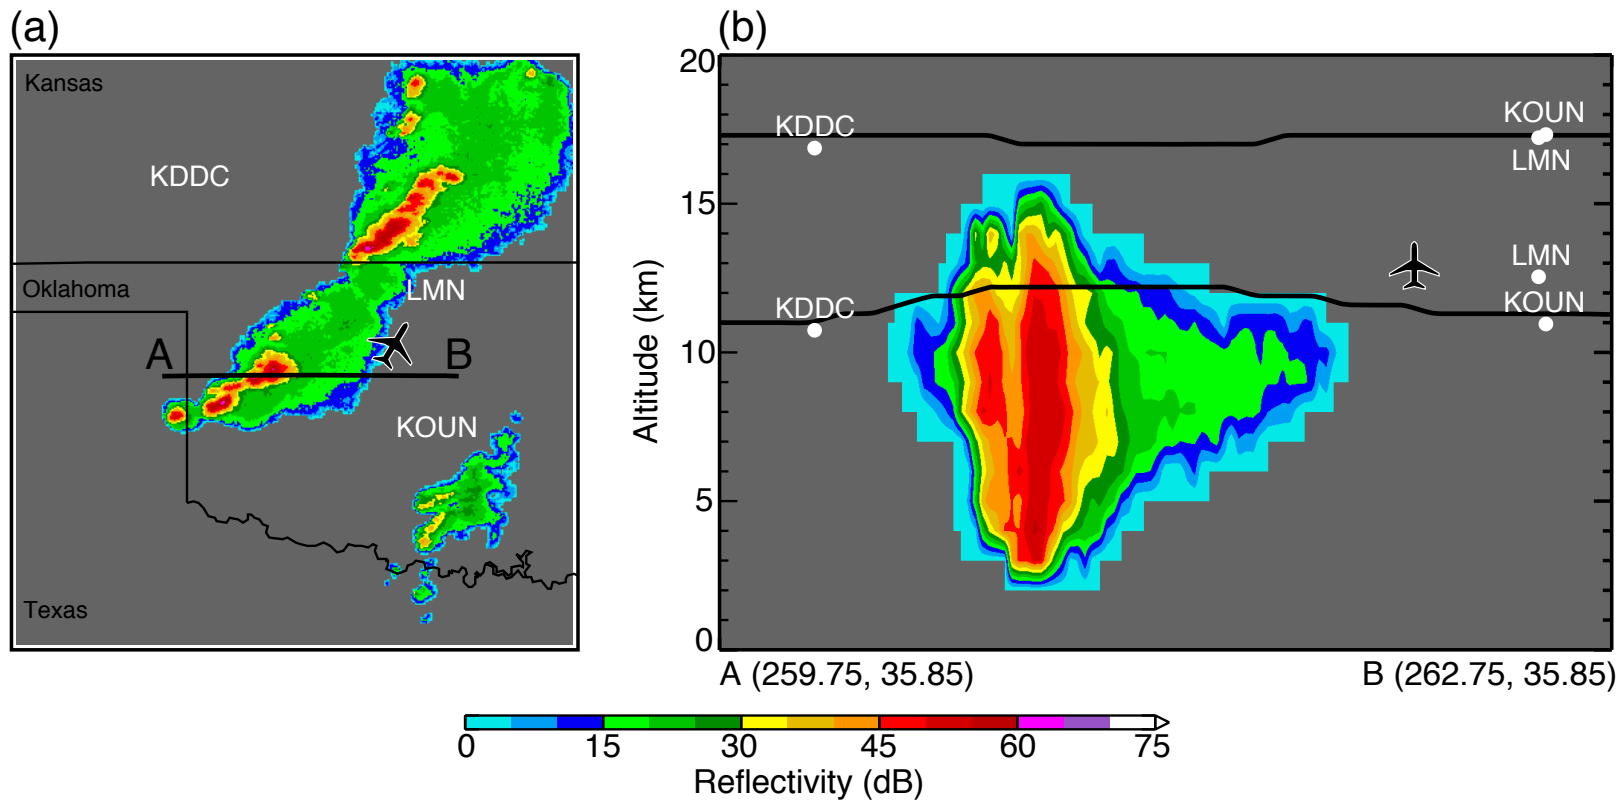 (a)
Kansas
KDDC
Oklahoma
LMN
A
B
KOUN
Texas
(b)
20
15
10
5
0
Altitude (km)
KDDC
KOUN
LMN
LMN
KDDC
KOUN
A (259.75, 35.85)
B (262.75, 35.85)
0 15 30 45 60 75
Reflectivity (dB)